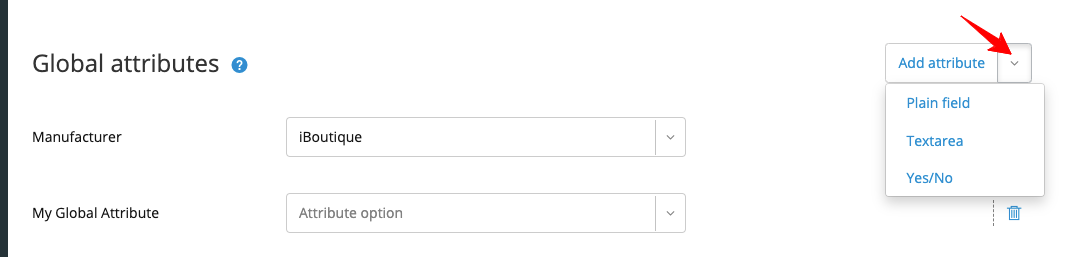 Global attributes ?
Add attribute
Plain field
Textarea
Yes/No
Manufacturer
iBoutique
My Global Attribute
Attribute option